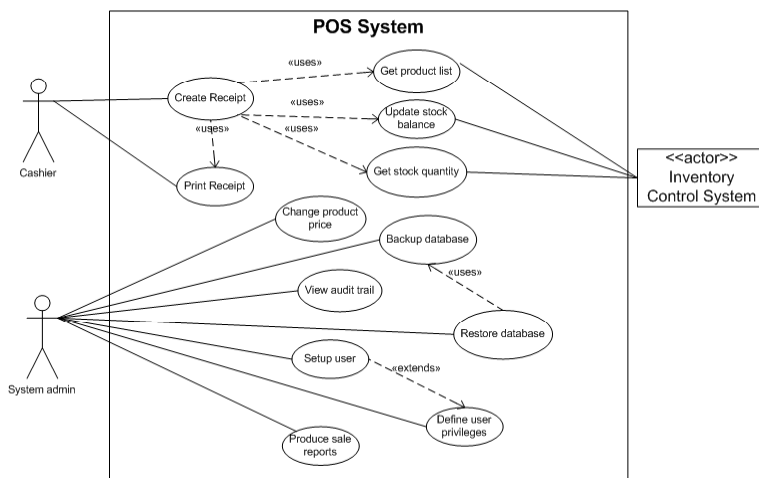 POS System
«uses»
Get product list
Create Receipt
«uses»
Update stock
balance
«uses»
«uses»
Get stock quantity
Cashier
Print Receipt
<<actor>>
Inventory
Control System
Change product
price
Backup database
«uses»
View audit trail
Restore database
Setup user
«extends»
System admin
Define user
privileges
Produce sale
reports